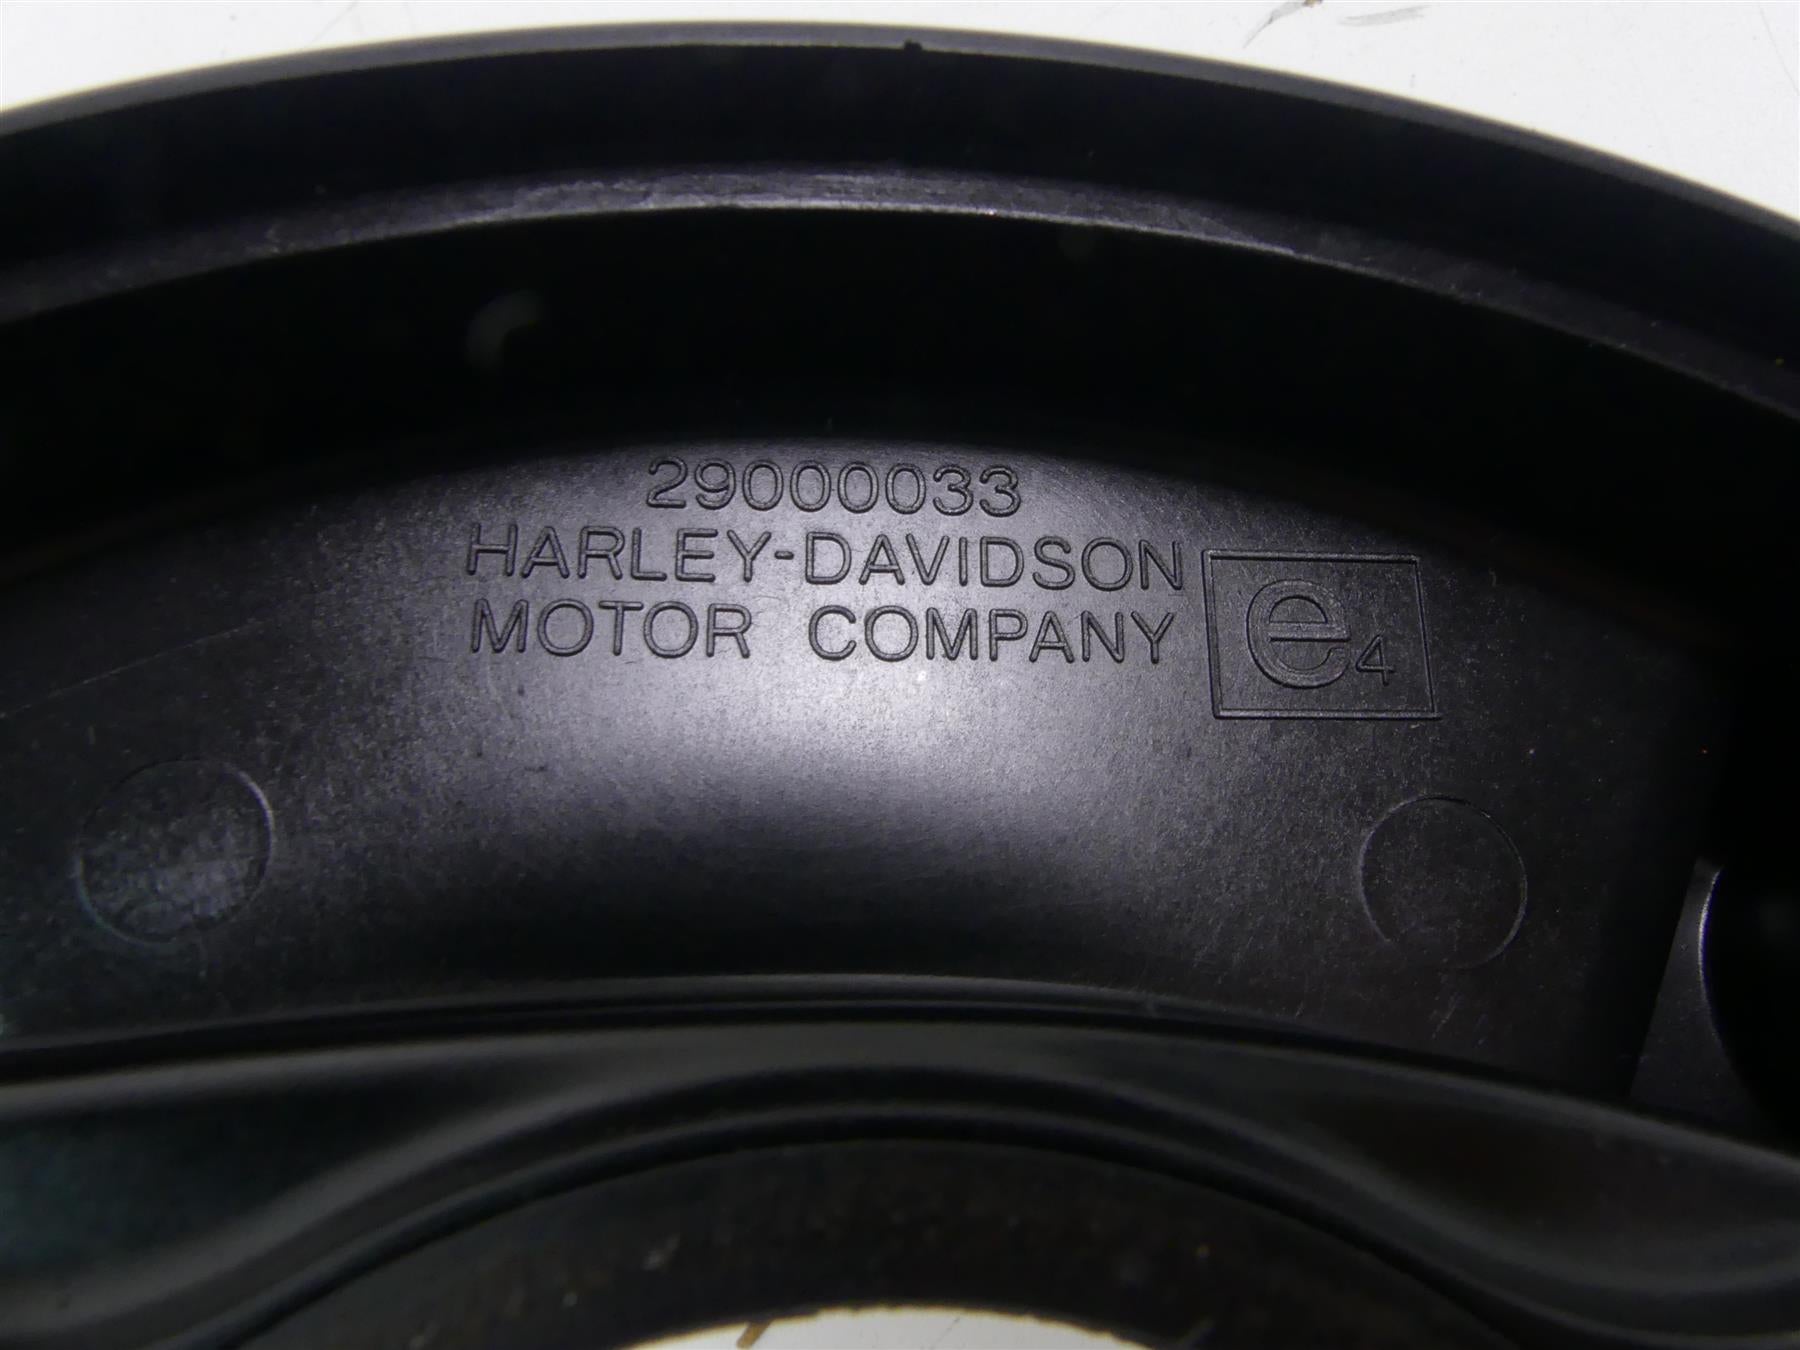 29000033
HARLEY-DAVIDSON
MOTOR COMPANY
e4